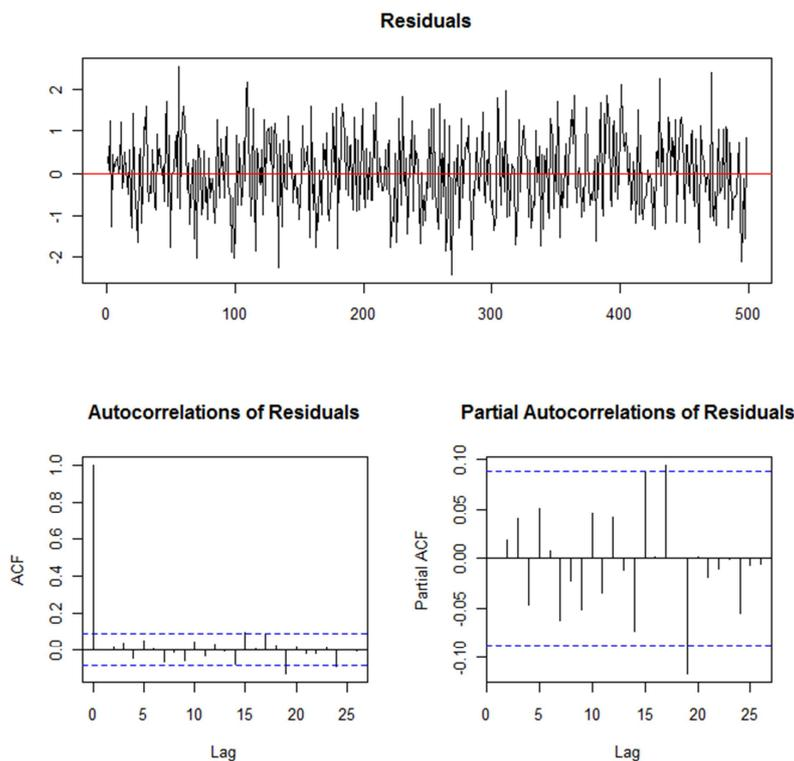 Residuals
2
1
0
-1
-2
0 100 200 300 400 500
Autocorrelations of Residuals
ACF
1.0
0.8
0.6
0.4
0.2
0.0
0 5 10 15 20 25
Lag
Partial Autocorrelations of Residuals
Partial ACF
0.10
0.05
0.00
-0.05
-0.10
0 5 10 15 20 25
Lag